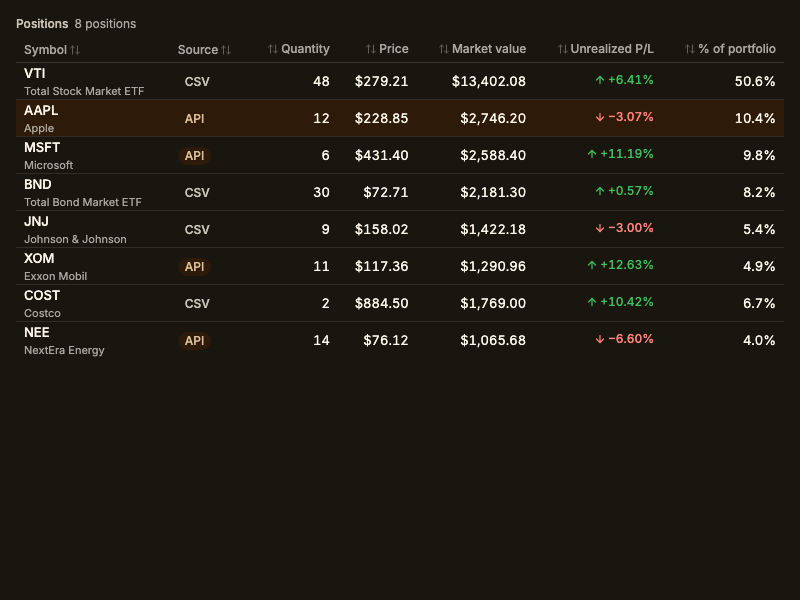 Positions 8 positions
Symbol ↑↓ Source ↑↓ ↑↓ Quantity ↑↓ Price ↑↓ Market value ↑↓ Unrealized P/L ↑↓ % of portfolio
VTI
Total Stock Market ETF
CSV 48 $279.21 $13,402.08 ↑ +6.41% 50.6%
AAPL
Apple
API 12 $228.85 $2,746.20 ↓ −3.07% 10.4%
MSFT
Microsoft
API 6 $431.40 $2,588.40 ↑ +11.19% 9.8%
BND
Total Bond Market ETF
CSV 30 $72.71 $2,181.30 ↑ +0.57% 8.2%
JNJ
Johnson & Johnson
CSV 9 $158.02 $1,422.18 ↓ −3.00% 5.4%
XOM
Exxon Mobil
API 11 $117.36 $1,290.96 ↑ +12.63% 4.9%
COST
Costco
CSV 2 $884.50 $1,769.00 ↑ +10.42% 6.7%
NEE
NextEra Energy
API 14 $76.12 $1,065.68 ↓ −6.60% 4.0%